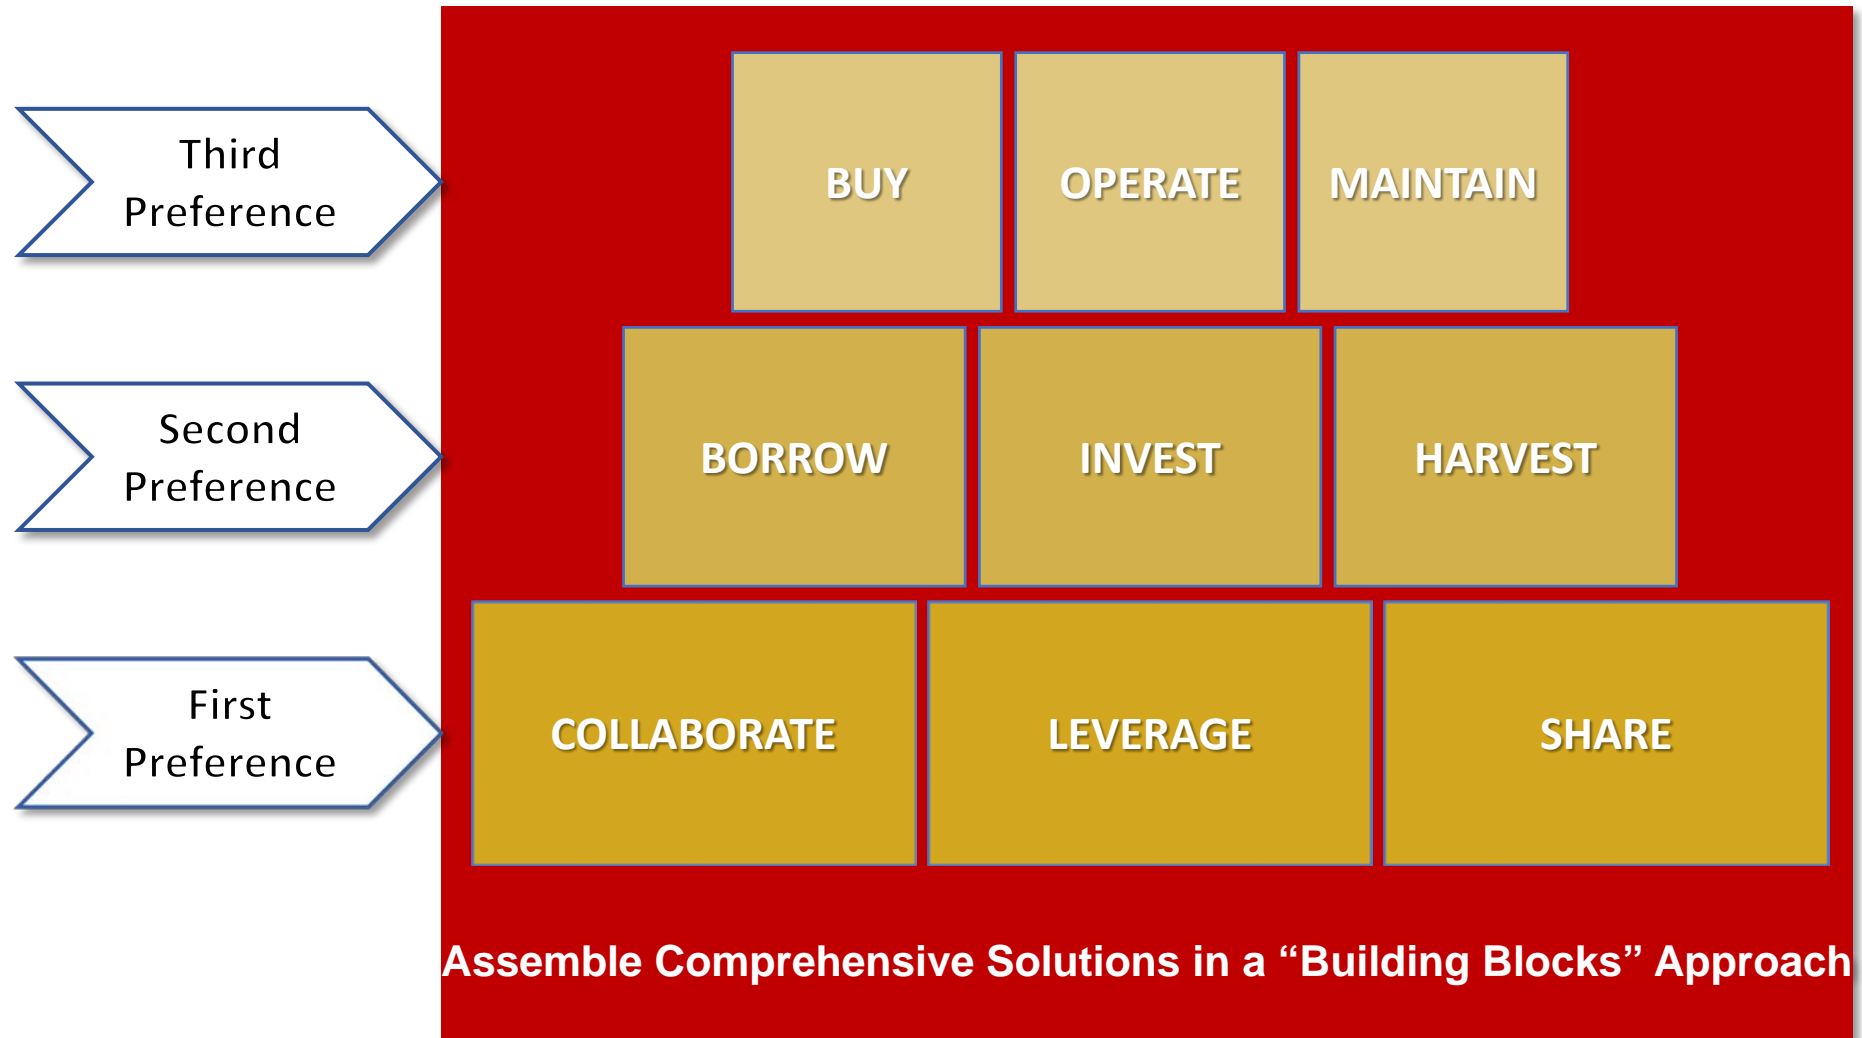 Third
Preference
BUY
OPERATE
MAINTAIN
Second
Preference
BORROW
INVEST
HARVEST
First
Preference
COLLABORATE
LEVERAGE
SHARE
Assemble Comprehensive Solutions in a “Building Blocks” Approach